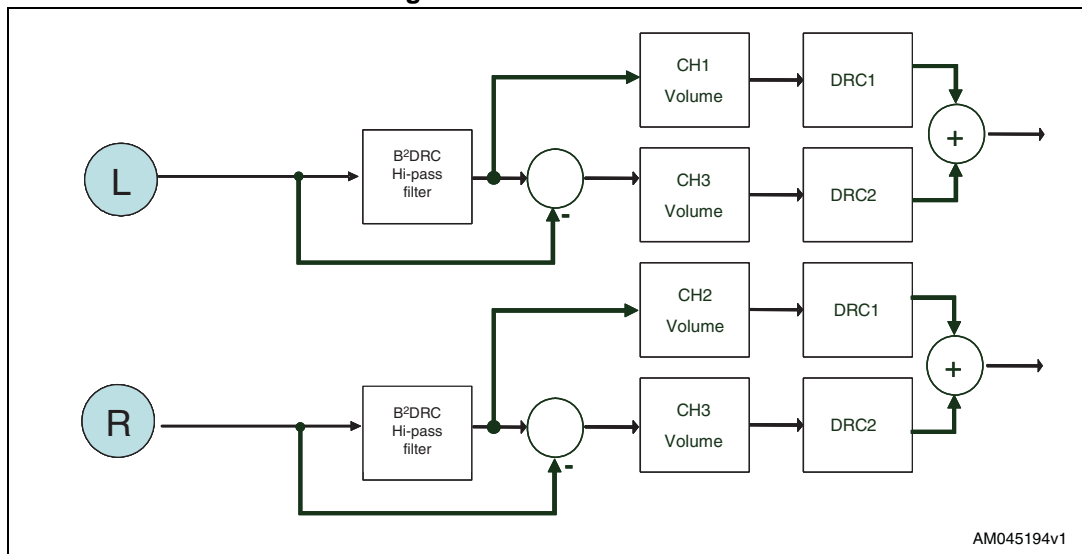 L
B²DRC
Hi-pass
filter
-
CH1
Volume
DRC1
CH3
Volume
DRC2
+
R
B²DRC
Hi-pass
filter
-
CH2
Volume
DRC1
CH3
Volume
DRC2
+
AM045194v1